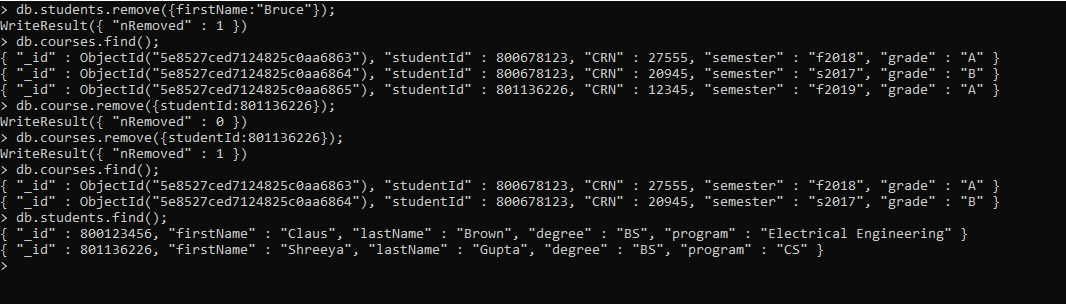 > db.students.remove({firstName:"Bruce"});
WriteResult({ "nRemoved" : 1 })
> db.courses.find();
{ "_id" : ObjectId("5e8527ced7124825c0aa6863"), "studentId" : 800678123, "CRN" : 27555, "semester" : "f2018", "grade" : "A" }
{ "_id" : ObjectId("5e8527ced7124825c0aa6864"), "studentId" : 800678123, "CRN" : 20945, "semester" : "s2017", "grade" : "B" }
{ "_id" : ObjectId("5e8527ced7124825c0aa6865"), "studentId" : 801136226, "CRN" : 12345, "semester" : "f2019", "grade" : "A" }
> db.course.remove({studentId:801136226});
WriteResult({ "nRemoved" : 0 })
> db.courses.remove({studentId:801136226});
WriteResult({ "nRemoved" : 1 })
> db.courses.find();
{ "_id" : ObjectId("5e8527ced7124825c0aa6863"), "studentId" : 800678123, "CRN" : 27555, "semester" : "f2018", "grade" : "A" }
{ "_id" : ObjectId("5e8527ced7124825c0aa6864"), "studentId" : 800678123, "CRN" : 20945, "semester" : "s2017", "grade" : "B" }
> db.students.find();
{ "_id" : 800123456, "firstName" : "Claus", "lastName" : "Brown", "degree" : "BS", "program" : "Electrical Engineering" }
{ "_id" : 801136226, "firstName" : "Shreeya", "lastName" : "Gupta", "degree" : "BS", "program" : "CS" }
>